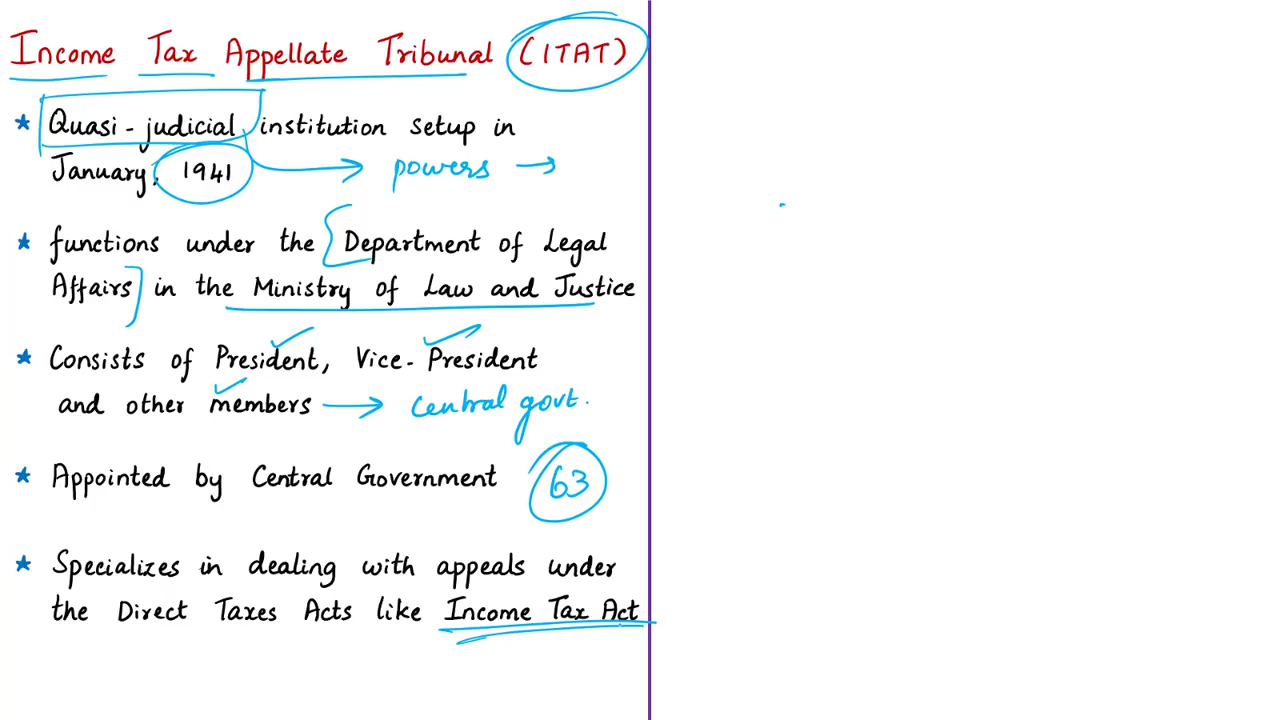 Income Tax Appellate Tribunal (ITAT)
* Quasi-judicial institution setup in
January, 1941 → powers →
* functions under the Department of Legal
Affairs in the Ministry of Law and Justice
* Consists of President, Vice-President
and other members → central govt.
* Appointed by Central Government 63
* Specializes in dealing with appeals under
the Direct Taxes Acts like Income Tax Act